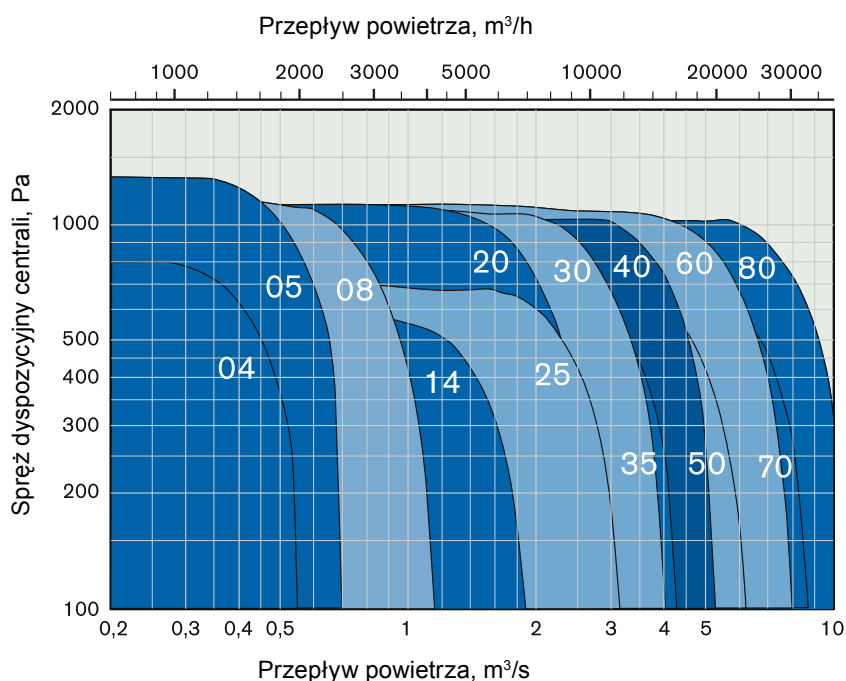 Przepływ powietrza, m³/h
1000 2000 3000 5000 10000 20000 30000
Spręż dyspozycyjny centrali, Pa
2000
1000
500
400
300
200
100
04 05 08 14 20 25 30 35 40 50 60 70 80
0,2 0,3 0,4 0,5 1 2 3 4 5 10
Przepływ powietrza, m³/s